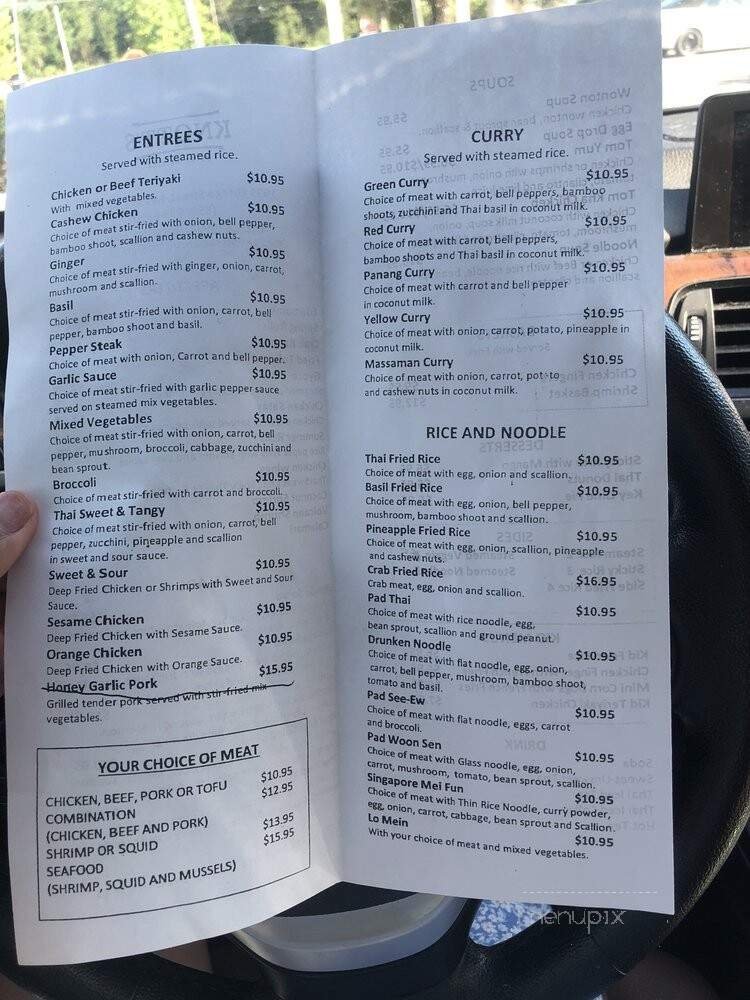 ENTREES
Served with steamed rice.
Chicken or Beef Teriyaki $10.95
With mixed vegetables.
Cashew Chicken $10.95
Choice of meat stir-fried with onion, bell pepper,
bamboo shoot, scallion and cashew nuts.
Ginger $10.95
Choice of meat stir-fried with ginger, onion, carrot,
mushroom and scallion.
Basil $10.95
Choice of meat stir-fried with onion, carrot, bell
pepper, bamboo shoot and basil.
Pepper Steak $10.95
Choice of meat with onion, Carrot and bell pepper.
Garlic Sauce $10.95
Choice of meat stir-fried with garlic pepper sauce
served on steamed mix vegetables.
Mixed Vegetables $10.95
Choice of meat stir-fried with onion, carrot, bell
pepper, mushroom, broccoli, cabbage, zucchini and
bean sprout.
Broccoli $10.95
Choice of meat stir-fried with carrot and broccoli.
Thai Sweet & Tangy $10.95
Choice of meat stir-fried with onion, carrot, bell
pepper, zucchini, pineapple and scallion
in sweet and sour sauce.
Sweet & Sour $10.95
Deep Fried Chicken or Shrimps with Sweet and Sour
Sauce.
Sesame Chicken $10.95
Deep Fried Chicken with Sesame Sauce.
Orange Chicken $10.95
Deep Fried Chicken with Orange Sauce.
Honey Garlic Pork $15.95
Grilled tender pork served with stir-fried mix
vegetables.
YOUR CHOICE OF MEAT
CHICKEN, BEEF, PORK OR TOFU $10.95
COMBINATION $12.95
(CHICKEN, BEEF AND PORK)
SHRIMP OR SQUID $13.95
SEAFOOD $15.95
(SHRIMP, SQUID AND MUSSELS)
CURRY
Served with steamed rice.
Green Curry $10.95
Choice of meat with carrot, bell peppers, bamboo
shoots, zucchini and Thai basil in coconut milk.
Red Curry $10.95
Choice of meat with carrot, bell peppers,
bamboo shoots and Thai basil in coconut milk.
Panang Curry $10.95
Choice of meat with carrot and bell pepper
in coconut milk.
Yellow Curry $10.95
Choice of meat with onion, carrot, potato, pineapple in
coconut milk.
Massaman Curry $10.95
Choice of meat with onion, carrot, potato
and cashew nuts in coconut milk.
RICE AND NOODLE
Thai Fried Rice $10.95
Choice of meat with egg, onion and scallion.
Basil Fried Rice $10.95
Choice of meat with egg, onion, bell pepper,
mushroom, bamboo shoot and scallion.
Pineapple Fried Rice $10.95
Choice of meat with egg, onion, scallion, pineapple
and cashew nuts.
Crab Fried Rice $16.95
Crab meat, egg, onion and scallion.
Pad Thai $10.95
Choice of meat with rice noodle, egg,
bean sprout, scallion and ground peanut.
Drunken Noodle $10.95
Choice of meat with flat noodle, egg, onion,
carrot, bell pepper, mushroom, bamboo shoot,
tomato and basil.
Pad See-Ew $10.95
Choice of meat with flat noodle, eggs, carrot
and broccoli.
Pad Woon Sen $10.95
Choice of meat with Glass noodle, egg, onion,
carrot, mushroom, tomato, bean sprout, scallion.
Singapore Mei Fun $10.95
Choice of meat with Thin Rice Noodle, curry powder,
egg, onion, carrot, cabbage, bean sprout and Scallion.
Lo Mein $10.95
With your choice of meat and mixed vegetables.
menupix